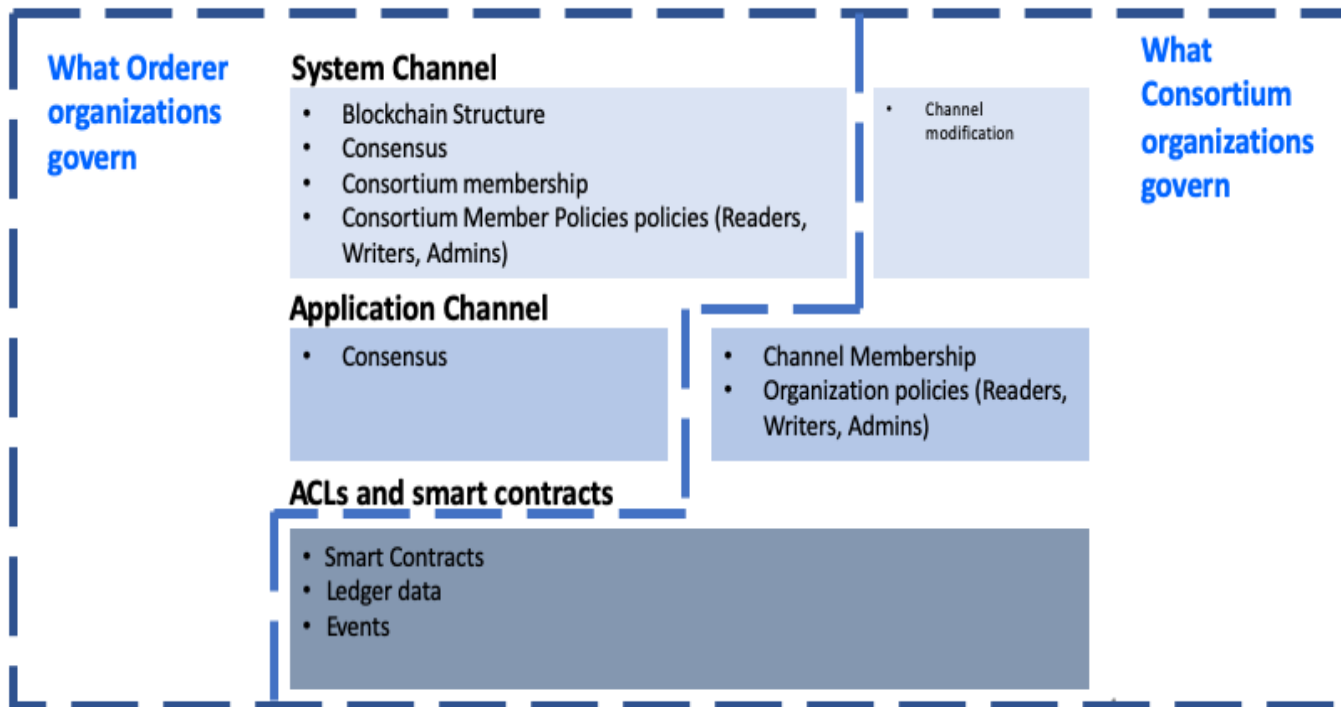 What Orderer
organizations
govern
System Channel
• Blockchain Structure
• Consensus
• Consortium membership
• Consortium Member Policies policies (Readers,
Writers, Admins)
• Channel
modification
What
Consortium
organizations
govern
Application Channel
• Consensus
• Channel Membership
• Organization policies (Readers,
Writers, Admins)
ACLs and smart contracts
• Smart Contracts
• Ledger data
• Events